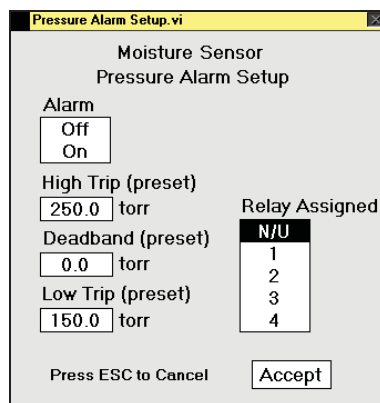 Pressure Alarm Setup.vi
Moisture Sensor
Pressure Alarm Setup
Alarm
Off
On
High Trip (preset)
250.0 torr
Relay Assigned
Deadband (preset)
N/U
0.0 torr
1
2
Low Trip (preset)
3
150.0 torr
4
Press ESC to Cancel
Accept